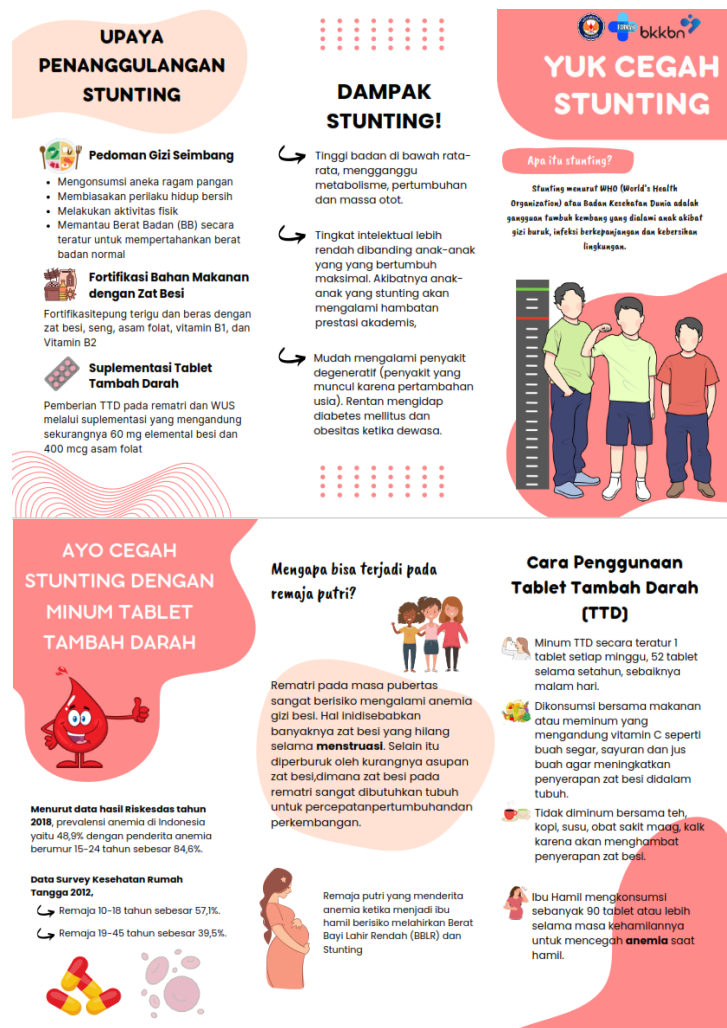 UPAYA
PENANGGULANGAN
STUNTING
Pedoman Gizi Seimbang
Mengonsumsi aneka ragam pangan
Membiasakan perilaku hidup bersih
Melakukan aktivitas fisik
Memantau Berat Badan (BB) secara
teratur untuk mempertahankan berat
badan normal
Fortifikasi Bahan Makanan
dengan Zat Besi
Fortifikasitepung terigu dan beras dengan
zat besi, seng, asam folat, vitamin B1, dan
Vitamin B2
Suplementasi Tablet
Tambah Darah
Pemberian TTD pada rematri dan WUS
melalui suplementasi yang mengandung
sekurangnya 60 mg elemental besi dan
400 mcg asam folat
DAMPAK
STUNTING!
Tinggi badan di bawah rata-
rata, mengganggu
metabolisme, pertumbuhan
dan massa otot.
Tingkat intelektual lebih
rendah dibanding anak-anak
yang yang bertumbuh
maksimal. Akibatnya anak-
anak yang stunting akan
mengalami hambatan
prestasi akademis,
Mudah mengalami penyakit
degeneratif (penyakit yang
muncul karena pertambahan
usia). Rentan mengidap
diabetes mellitus dan
obesitas ketika dewasa.
bkkbn
YUK CEGAH
STUNTING
Apa itu stunting?
Stunting menurut WHO (World's Health
Organization) atau Badan Kesehatan Dunia adalah
gangguan tumbuh kembang yang dialami anak akibat
gizi buruk, infeksi berkepanjangan dan kebersihan
lingkungan.
AYO CEGAH
STUNTING DENGAN
MINUM TABLET
TAMBAH DARAH
Menurut data hasil Riskesdas tahun
2018, prevalensi anemia di Indonesia
yaitu 48,9% dengan penderita anemia
berumur 15-24 tahun sebesar 84,6%.
Data Survey Kesehatan Rumah
Tangga 2012,
Remaja 10-18 tahun sebesar 57,1%.
Remaja 19-45 tahun sebesar 39,5%.
Mengapa bisa terjadi pada
remaja putri?
Rematri pada masa pubertas
sangat berisiko mengalami anemia
gizi besi. Hal inidisebabkan
banyaknya zat besi yang hilang
selama menstruasi. Selain itu
diperburuk oleh kurangnya asupan
zat besi,dimana zat besi pada
rematri sangat dibutuhkan tubuh
untuk percepatanpertumbuhandan
perkembangan.
Remaja putri yang menderita
anemia ketika menjadi ibu
hamil berisiko melahirkan Berat
Bayi Lahir Rendah (BBLR) dan
Stunting
Cara Penggunaan
Tablet Tambah Darah
(TTD)
Minum TTD secara teratur 1
tablet setiap minggu, 52 tablet
selama setahun, sebaiknya
malam hari.
Dikonsumsi bersama makanan
atau meminum yang
mengandung vitamin C seperti
buah segar, sayuran dan jus
buah agar meningkatkan
penyerapan zat besi didalam
tubuh.
Tidak diminum bersama teh,
kopi, susu, obat sakit maag, kalk
karena akan menghambat
penyerapan zat besi.
Ibu Hamil mengkonsumsi
sebanyak 90 tablet atau lebih
selama masa kehamilannya
untuk mencegah anemia saat
hamil.